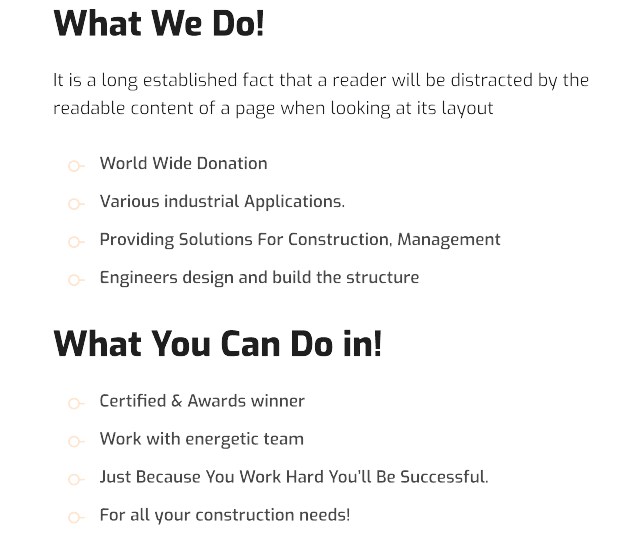 What We Do!
It is a long established fact that a reader will be distracted by the
readable content of a page when looking at its layout
World Wide Donation
Various industrial Applications.
Providing Solutions For Construction, Management
Engineers design and build the structure
What You Can Do in!
Certified & Awards winner
Work with energetic team
Just Because You Work Hard You'll Be Successful.
For all your construction needs!